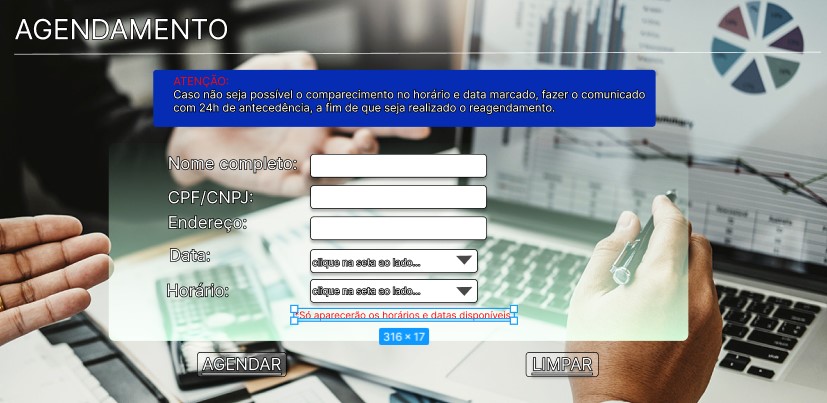 AGENDAMENTO
ATENÇÃO:
Caso não seja possível o comparecimento no horário e data marcado, fazer o comunicado
com 24h de antecedência, a fim de que seja realizado o reagendamento.
Nome completo:
CPF/CNPJ:
Endereço:
Data:
clique na seta ao lado...
Horário:
clique na seta ao lado...
*Só aparecerão os horários e datas disponíveis
316 × 17
AGENDAR
LIMPAR